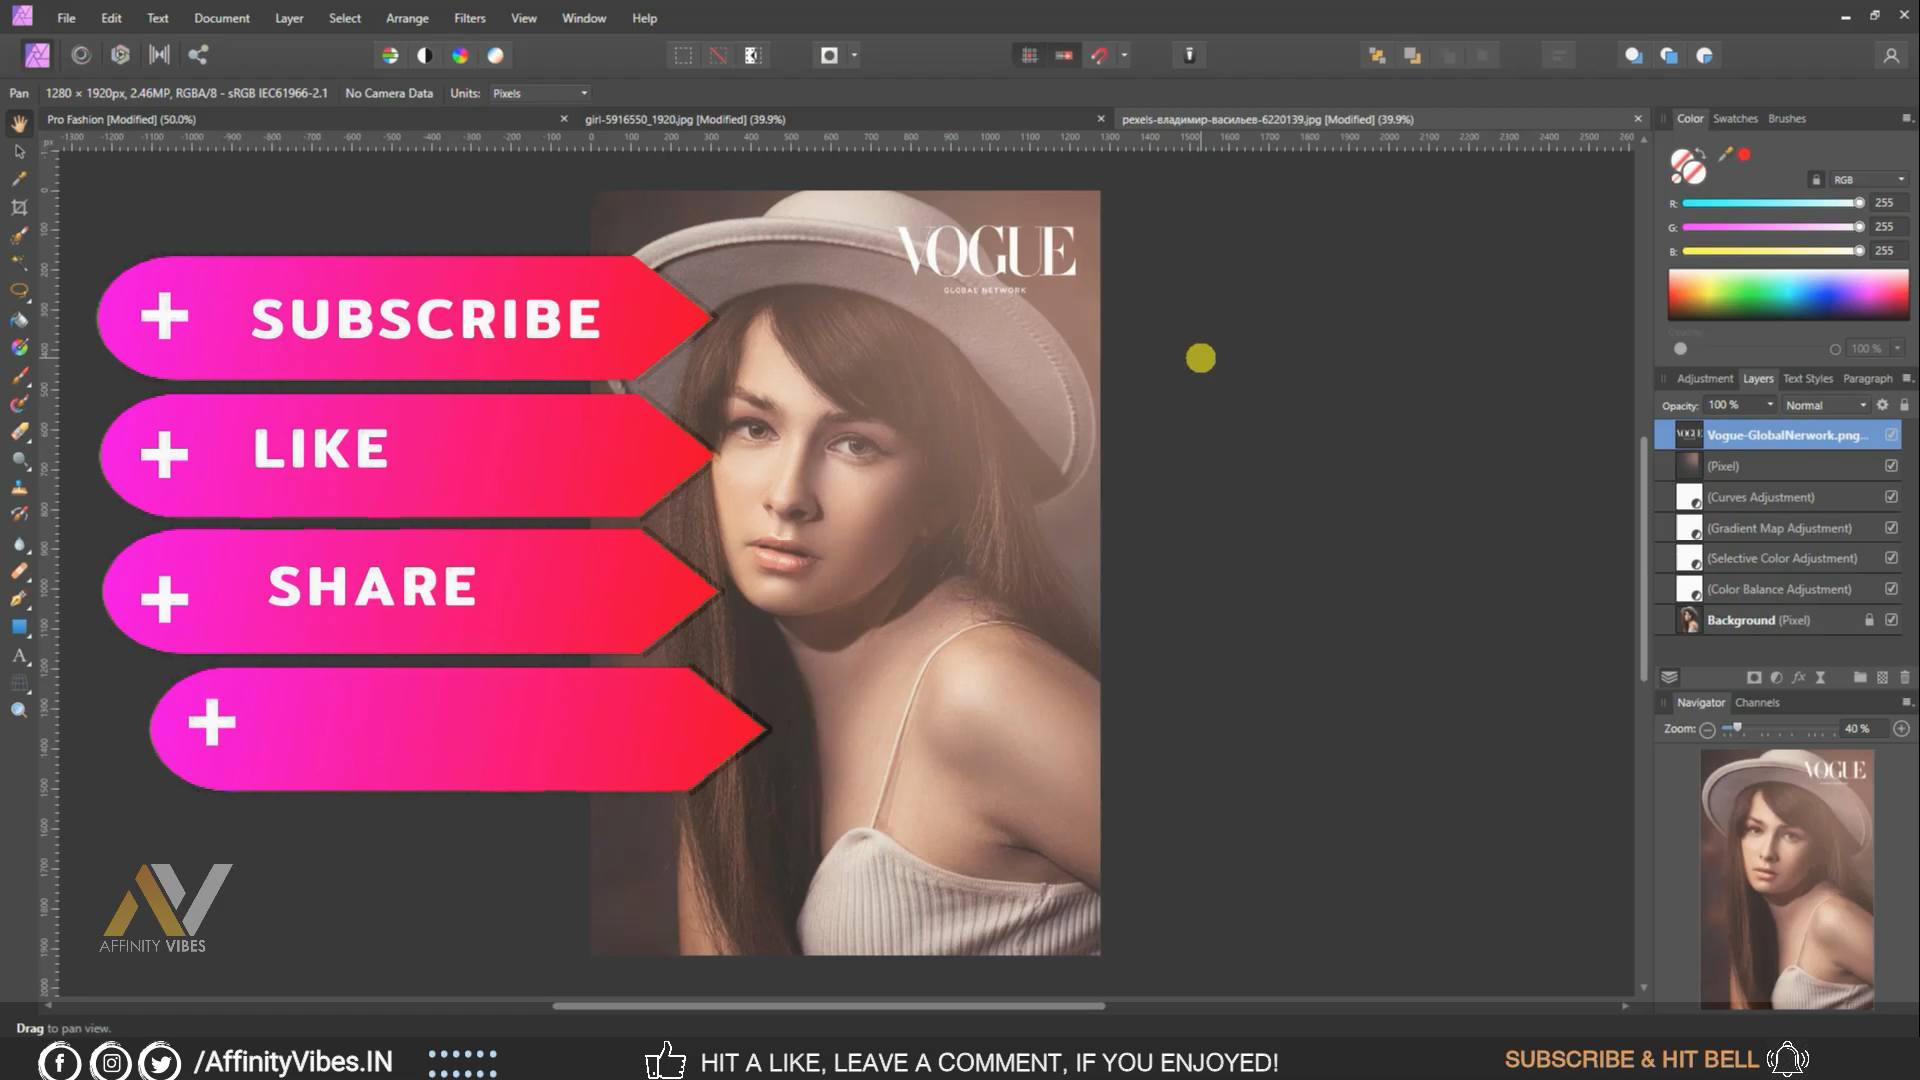 File Edit Text Document Layer Select Arrange Filters View Window Help
Pan 1280 × 1920px, 2.46MP, RGBA/8 - sRGB IEC61966-2.1 No Camera Data Units: Pixels
Pro Fashion [Modified] (50.0%) girl-5916550_1920.jpg [Modified] (39.9%) pexels-владимир-васильев-6220139.jpg [Modified] (39.9%)
Color Swatches Brushes
RGB
R: 255
G: 255
B: 255
Opacity
100 %
Adjustment Layers Text Styles Paragraph
Opacity: 100 % Normal
Vogue-GlobalNerwork.png...
(Pixel)
(Curves Adjustment)
(Gradient Map Adjustment)
(Selective Color Adjustment)
(Color Balance Adjustment)
Background (Pixel)
fx
Navigator Channels
Zoom: 40 %
VOGUE
GLOBAL NETWORK
+ SUBSCRIBE
+ LIKE
+ SHARE
+
AFFINITY VIBES
VOGUE
Drag to pan view.
/AffinityVibes.IN
HIT A LIKE, LEAVE A COMMENT, IF YOU ENJOYED!
SUBSCRIBE & HIT BELL